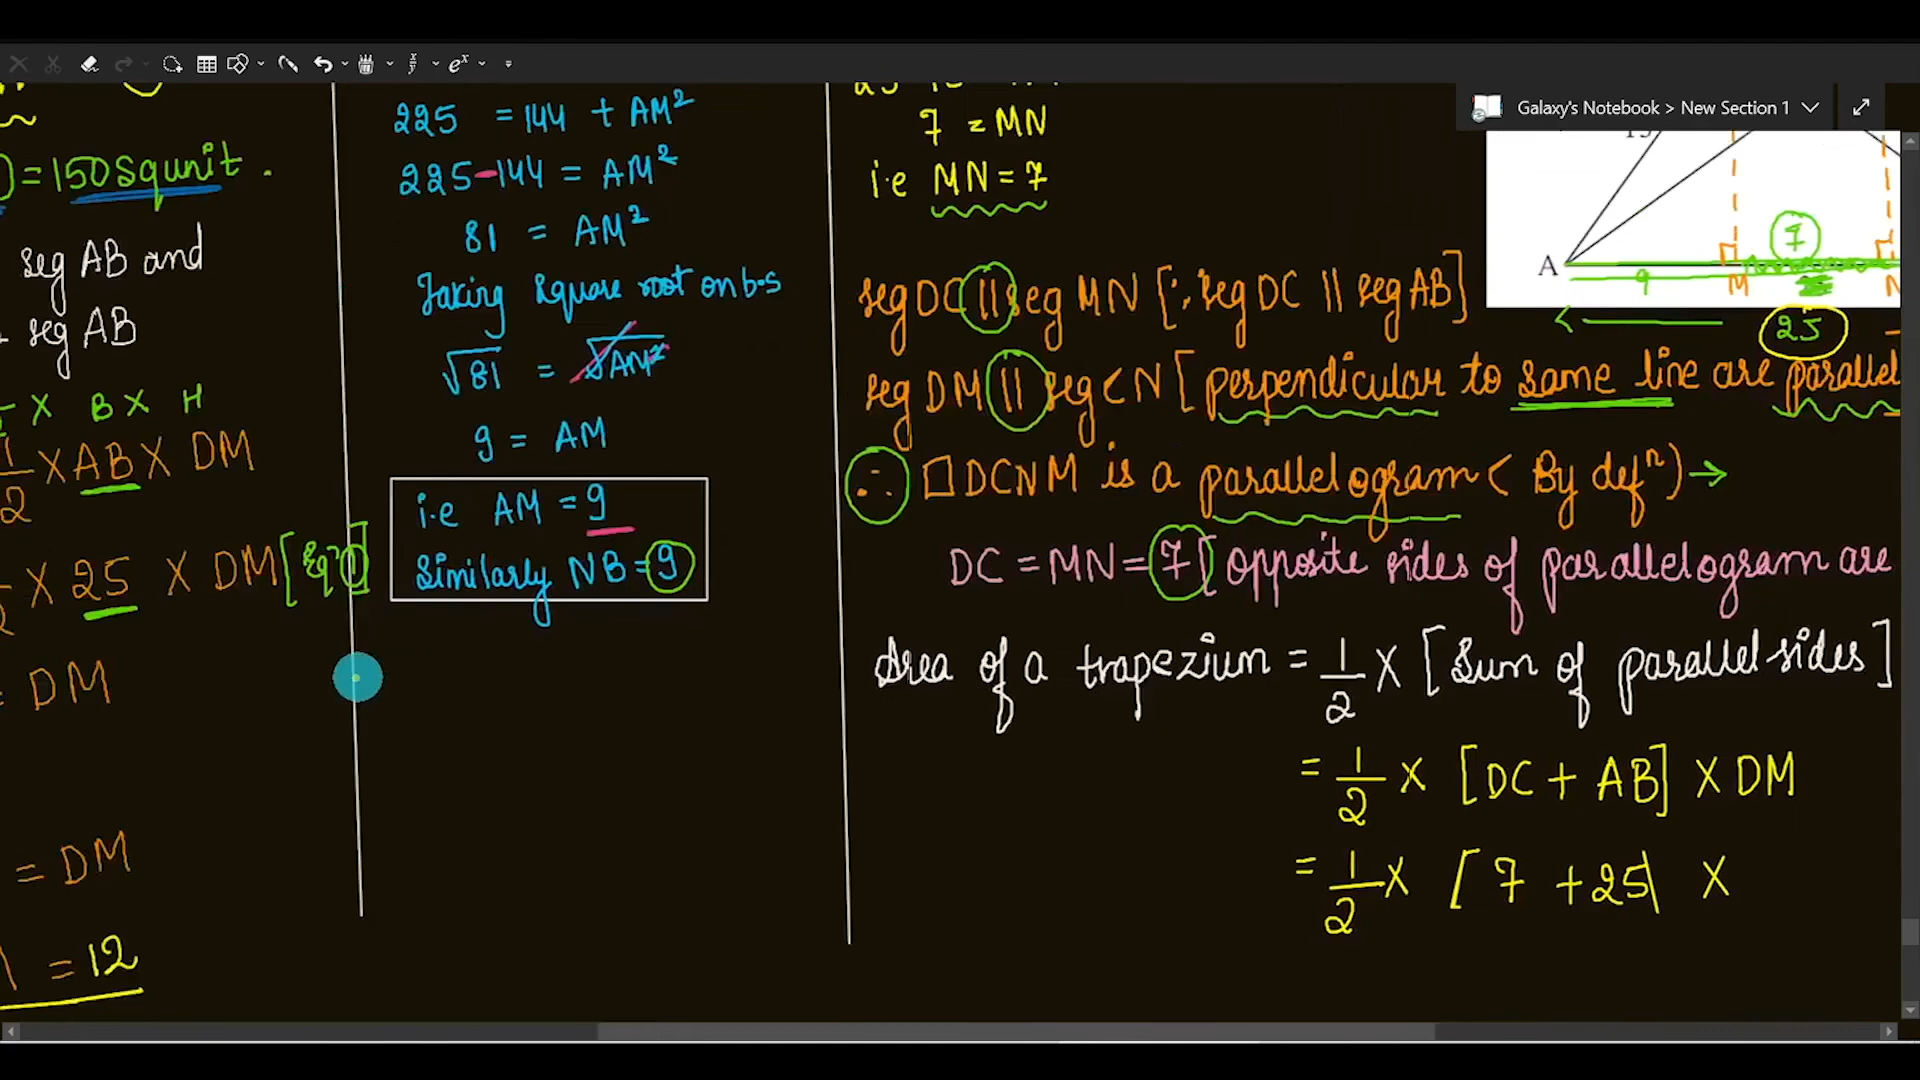 ) = 150 Sq unit.
seg AB and
seg AB
X B X H
1/2 X AB X DM
X 25 X DM [Eqn 1]
= DM
= DM
= 12
225 = 144 + AM²
225 - 144 = AM²
81 = AM²
Taking Square root on b.s
√81 = √AM²
9 = AM
i.e AM = 9
Similarly NB = 9
7 = MN
i.e MN = 7
seg DC || seg MN [∵ seg DC || seg AB]
seg DM || seg CN [perpendicular to same line are parallel
∴ □ DCNM is a parallelogram ( By defⁿ) →
DC = MN = 7 [opposite sides of parallelogram are
Area of a trapezium = 1/2 X [Sum of parallel sides]
= 1/2 X [DC + AB] X DM
= 1/2 X [7 + 25] X
Galaxy's Notebook > New Section 1
15
A
9
M
7
N
25